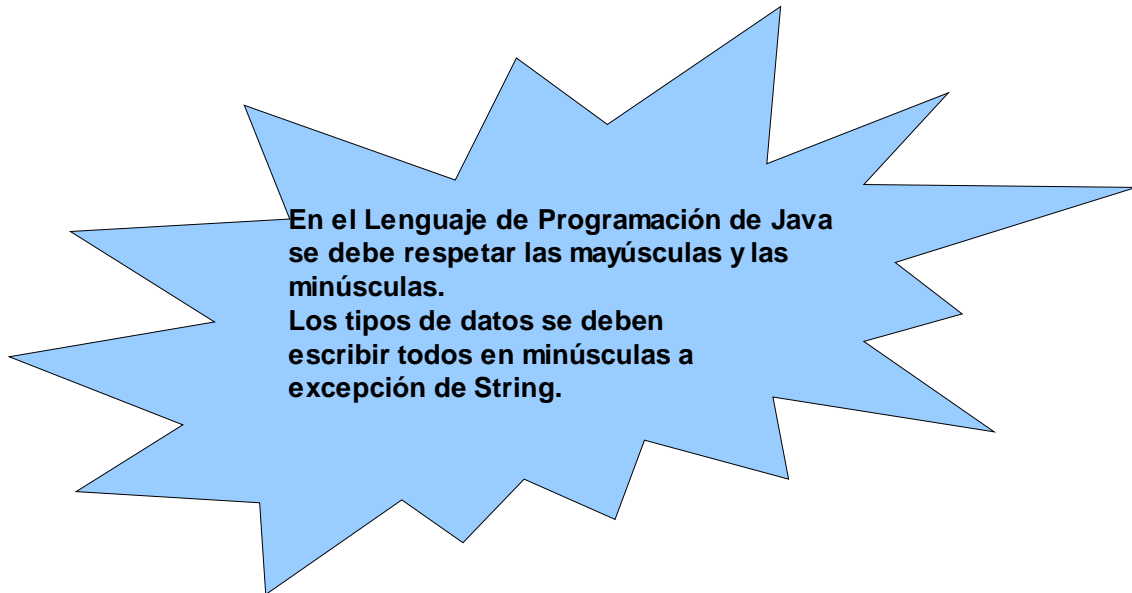 En el Lenguaje de Programación de Java
se debe respetar las mayúsculas y las
minúsculas.
Los tipos de datos se deben
escribir todos en minúsculas a
excepción de String.